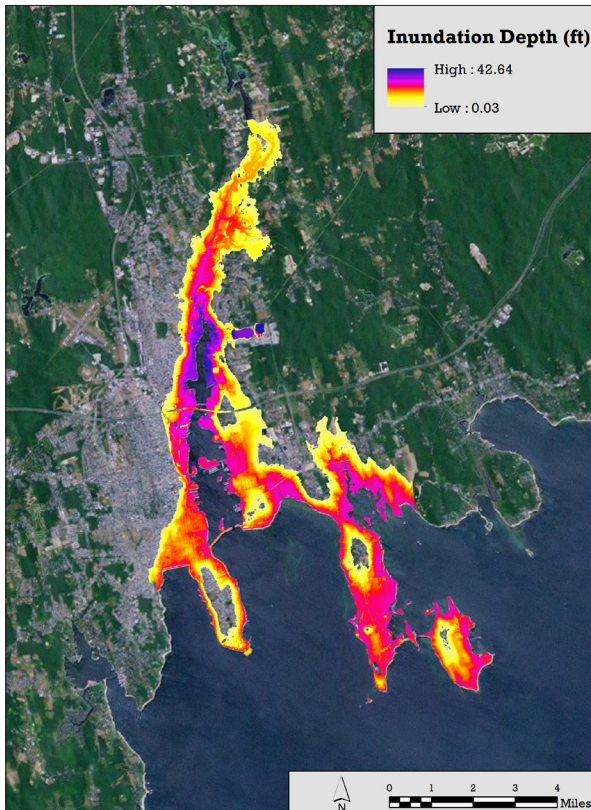 Inundation Depth (ft)
High : 42.64
Low : 0.03
N
0 1 2 3 4
Miles